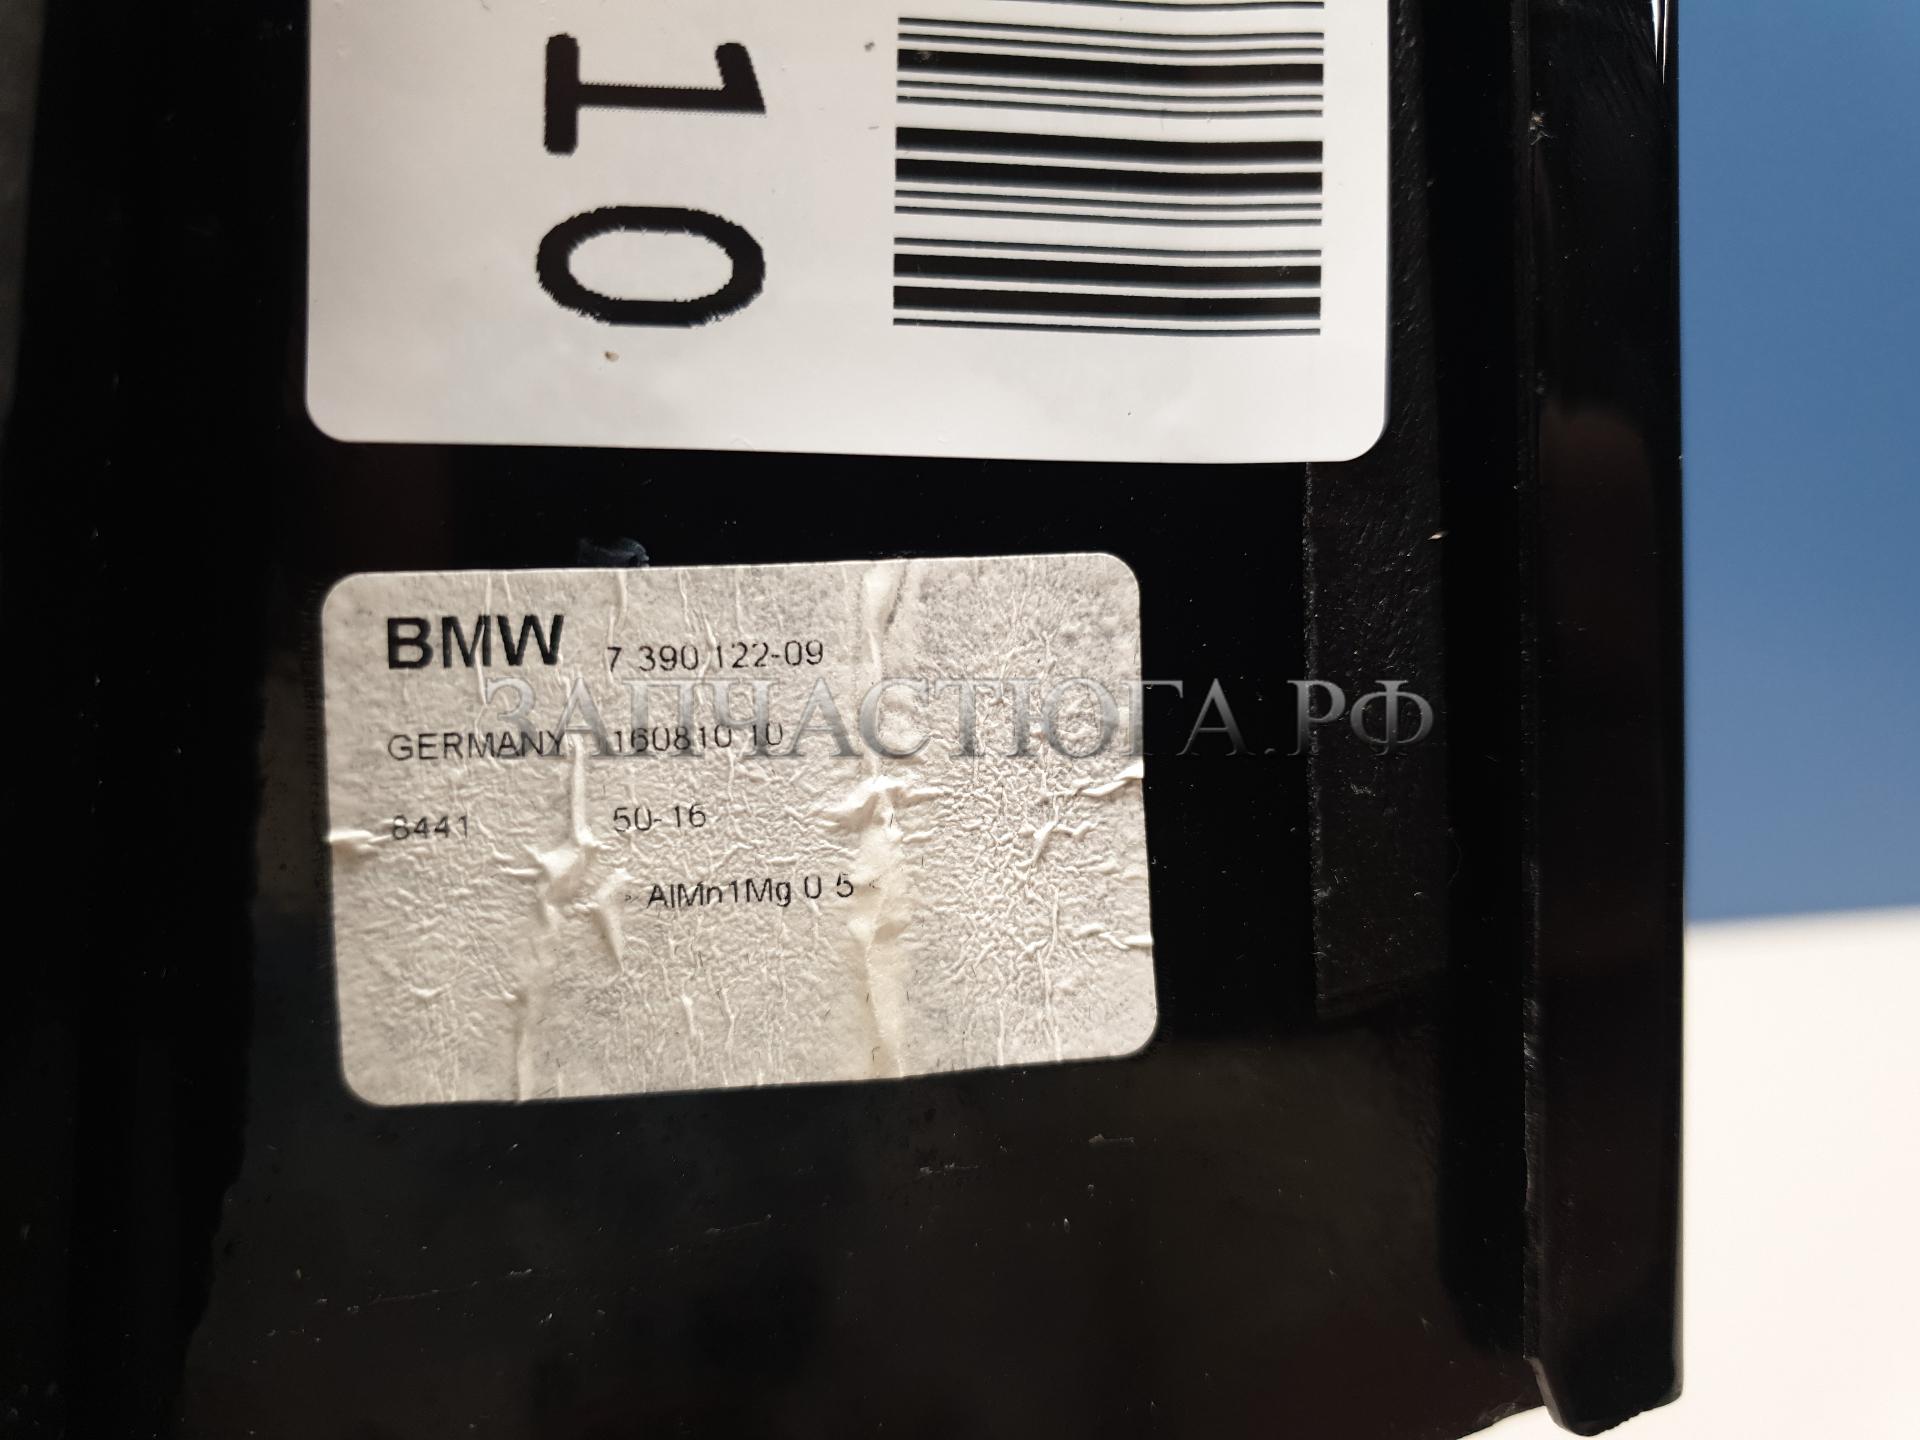 10
BMW 7 390 122-09
ЗАПЧАСТЮГА.РФ
GERMANY 160810 10
8441 50-16
> AlMn1Mg 0 5 <